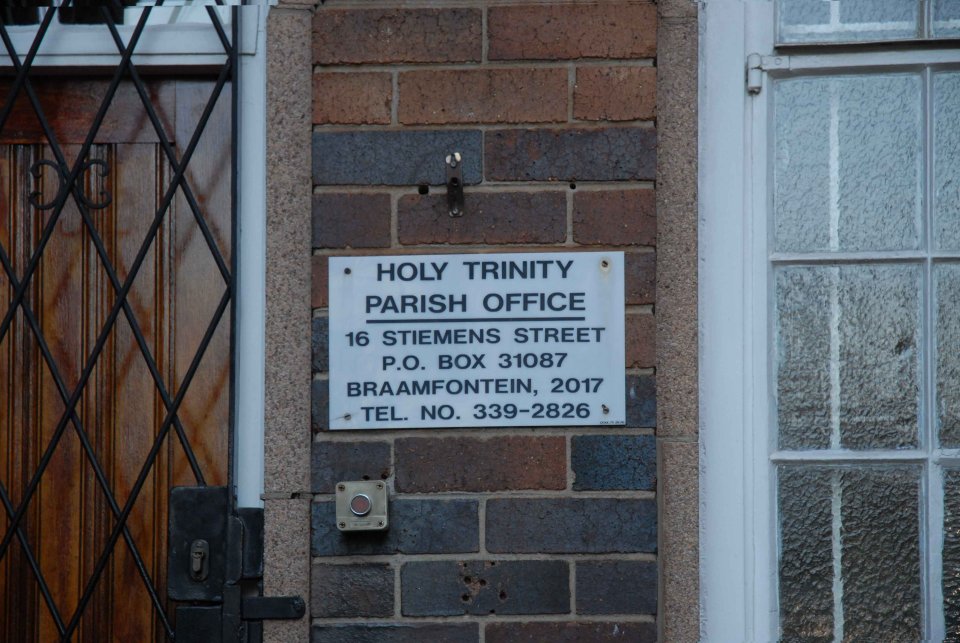 HOLY TRINITY
PARISH OFFICE
16 STIEMENS STREET
P.O. BOX 31087
BRAAMFONTEIN, 2017
TEL. NO. 339-2826